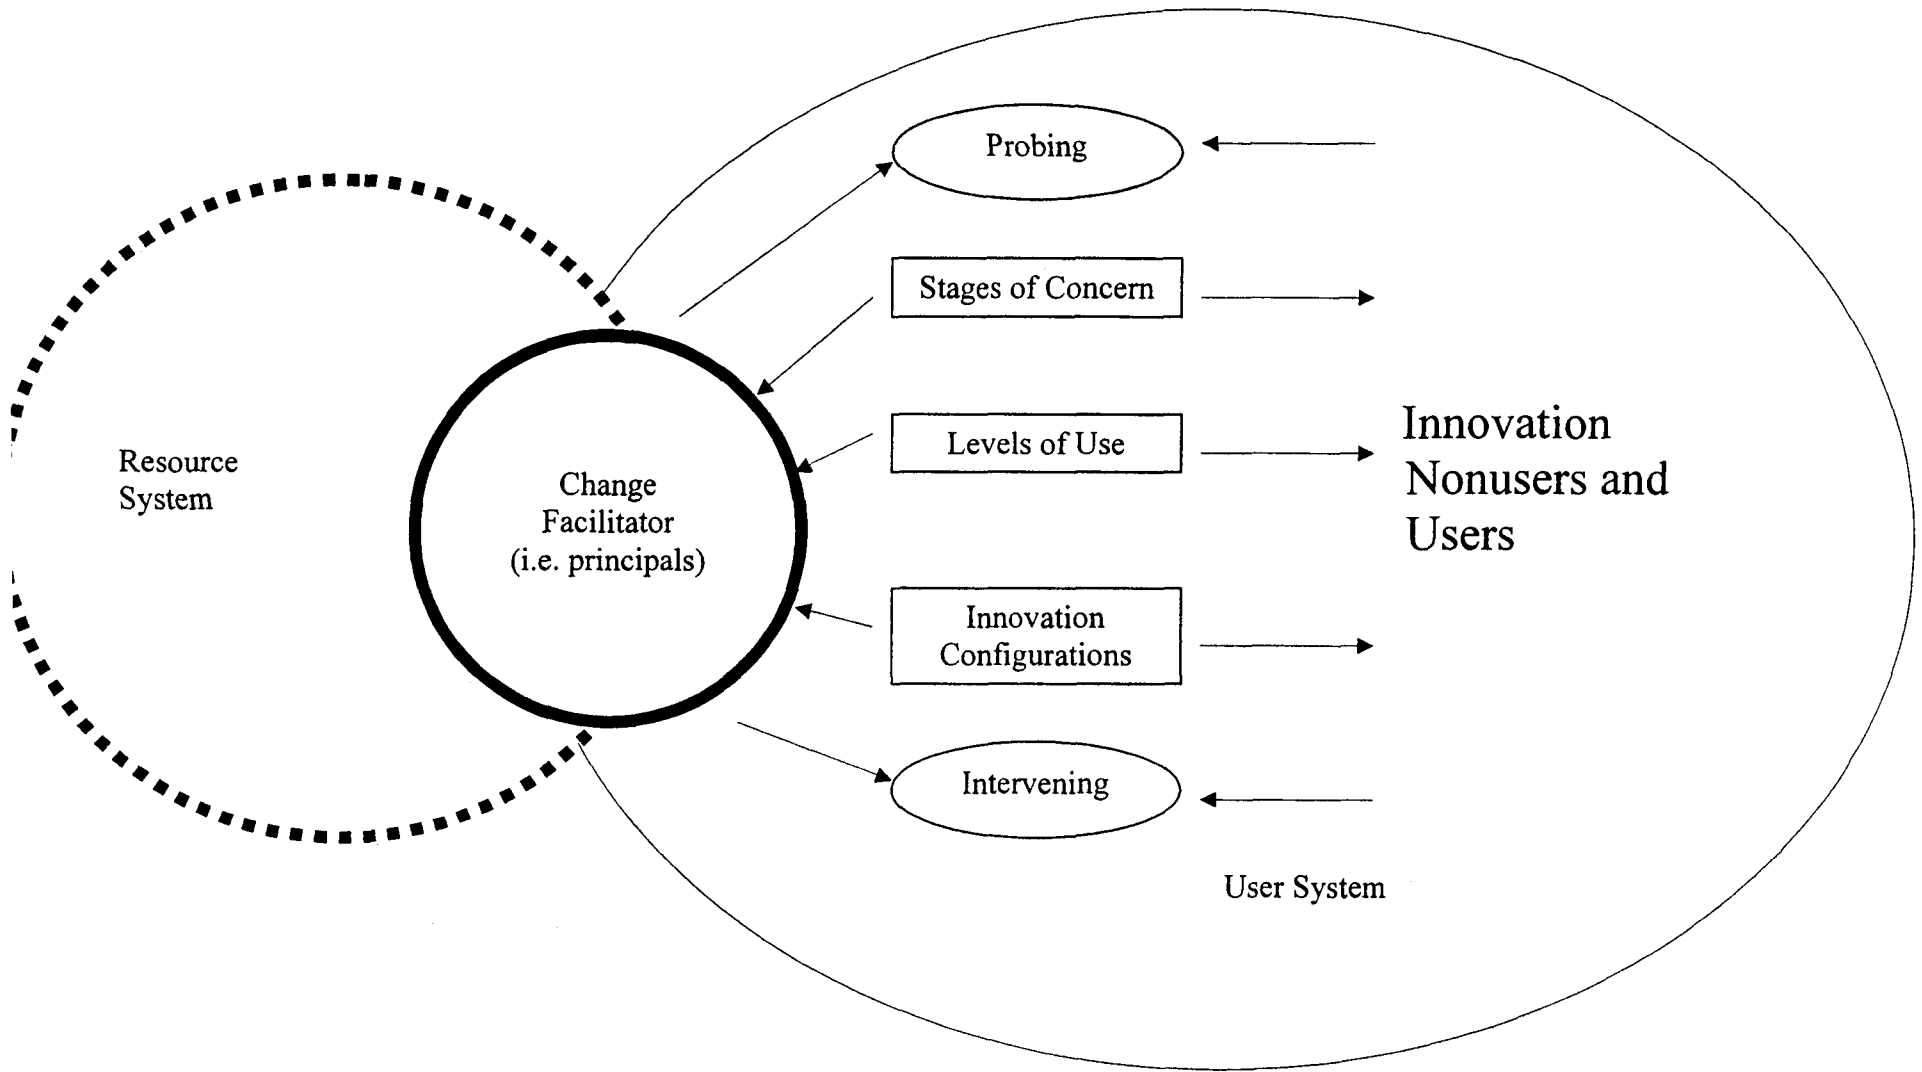 Probing
Stages of Concern
Levels of Use
Innovation
Nonusers and
Users
Resource
System
Change
Facilitator
(i.e. principals)
Innovation
Configurations
Intervening
User System